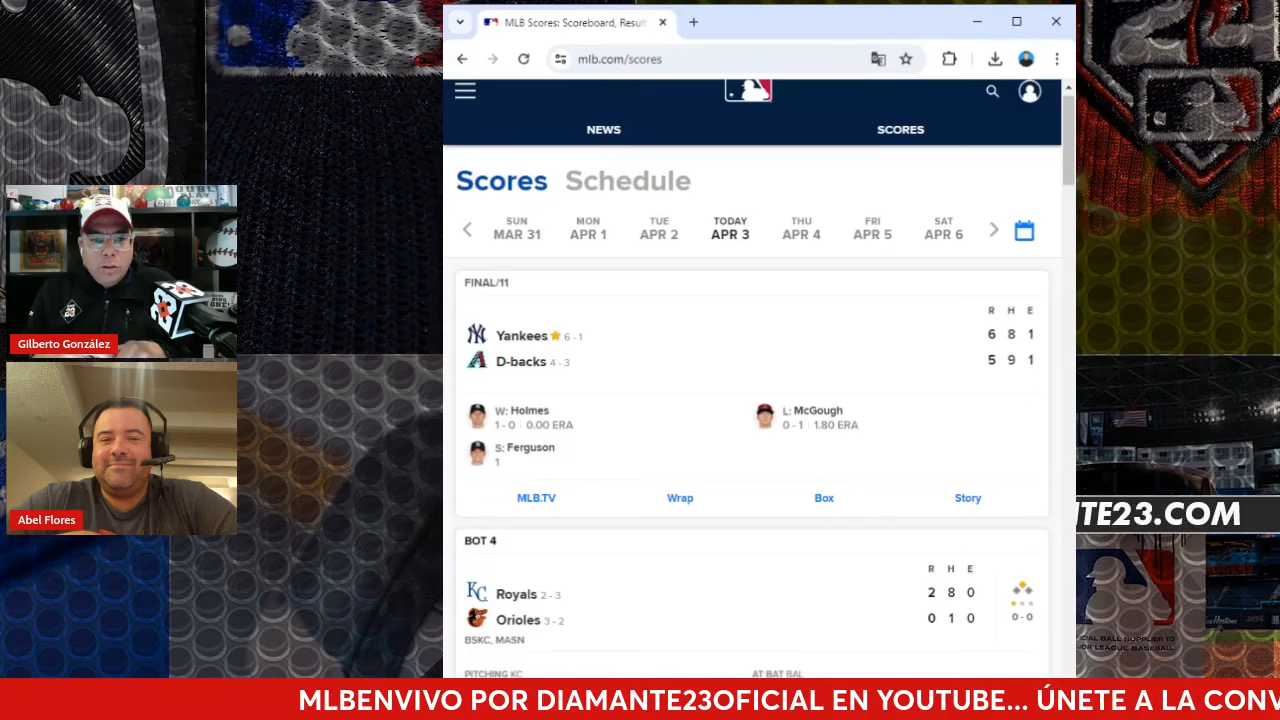 MLB Scores: Scoreboard, Result
mlb.com/scores
NEWS
SCORES
Scores Schedule
SUN MON TUE TODAY THU FRI SAT
MAR 31 APR 1 APR 2 APR 3 APR 4 APR 5 APR 6
FINAL/11
R H E
Yankees 6 - 1 6 8 1
D-backs 4 - 3 5 9 1
W: Holmes
1 - 0 | 0.00 ERA
L: McGough
0 - 1 | 1.80 ERA
S: Ferguson
1
MLB.TV Wrap Box Story
BOT 4
R H E
Royals 2 - 3 2 8 0
Orioles 3 - 2 0 1 0
0 - 0
BSKC, MASN
PITCHING KC
AT BAT BAL
Gilberto González
Abel Flores
TE23.COM
MLBENVIVO POR DIAMANTE23OFICIAL EN YOUTUBE... ÚNETE A LA CONV